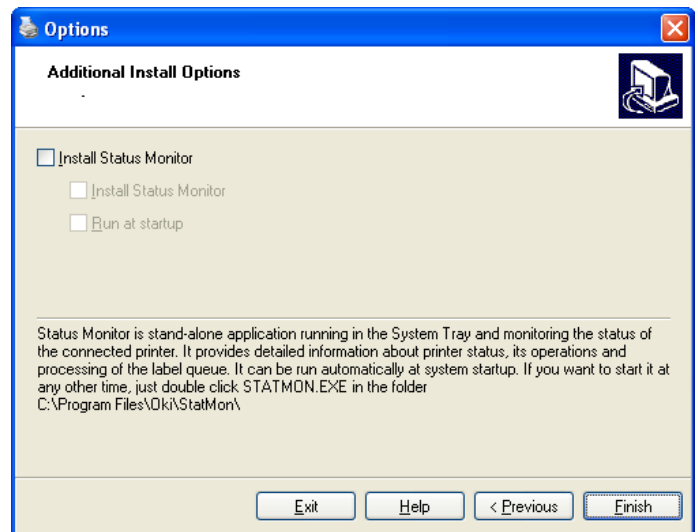 Options
Additional Install Options
.
Install Status Monitor
Install Status Monitor
Run at startup
Status Monitor is stand-alone application running in the System Tray and monitoring the status of
the connected printer. It provides detailed information about printer status, its operations and
processing of the label queue. It can be run automatically at system startup. If you want to start it at
any other time, just double click STATMON.EXE in the folder
C:\Program Files\Oki\StatMon\
Exit
Help
< Previous
Finish